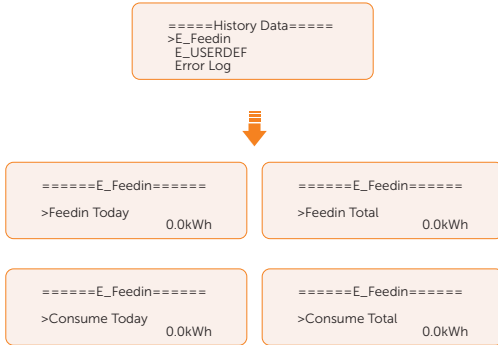 =====History Data=====
>E_Feedin
E_USERDEF
Error Log
======E_Feedin======
>Feedin Today
0.0kWh
======E_Feedin======
>Feedin Total
0.0kWh
======E_Feedin======
>Consume Today
0.0kWh
======E_Feedin======
>Consume Total
0.0kWh